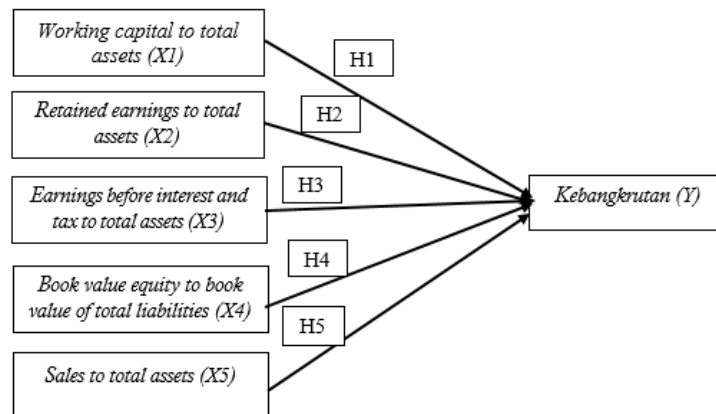 Working capital to total
assets (X1)
H1
Retained earnings to total
assets (X2)
H2
Earnings before interest and
tax to total assets (X3)
H3
Kebangkrutan (Y)
Book value equity to book
value of total liabilities (X4)
H4
Sales to total assets (X5)
H5